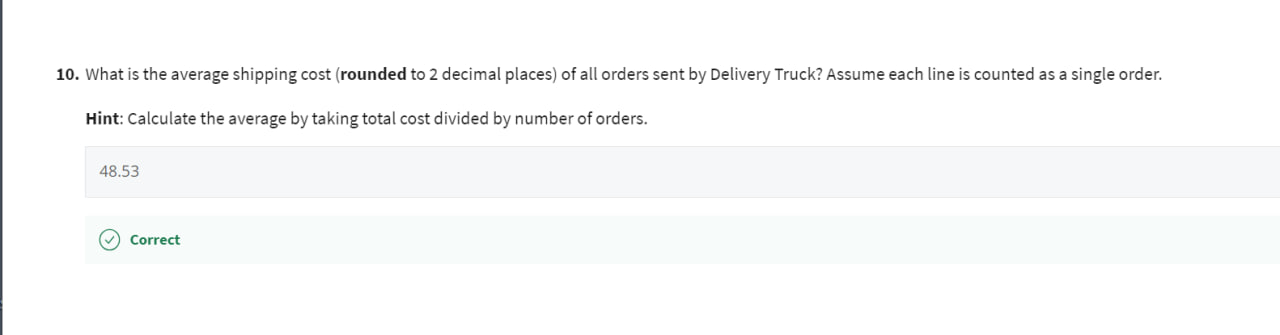 10. What is the average shipping cost (rounded to 2 decimal places) of all orders sent by Delivery Truck? Assume each line is counted as a single order.
Hint: Calculate the average by taking total cost divided by number of orders.
48.53
Correct